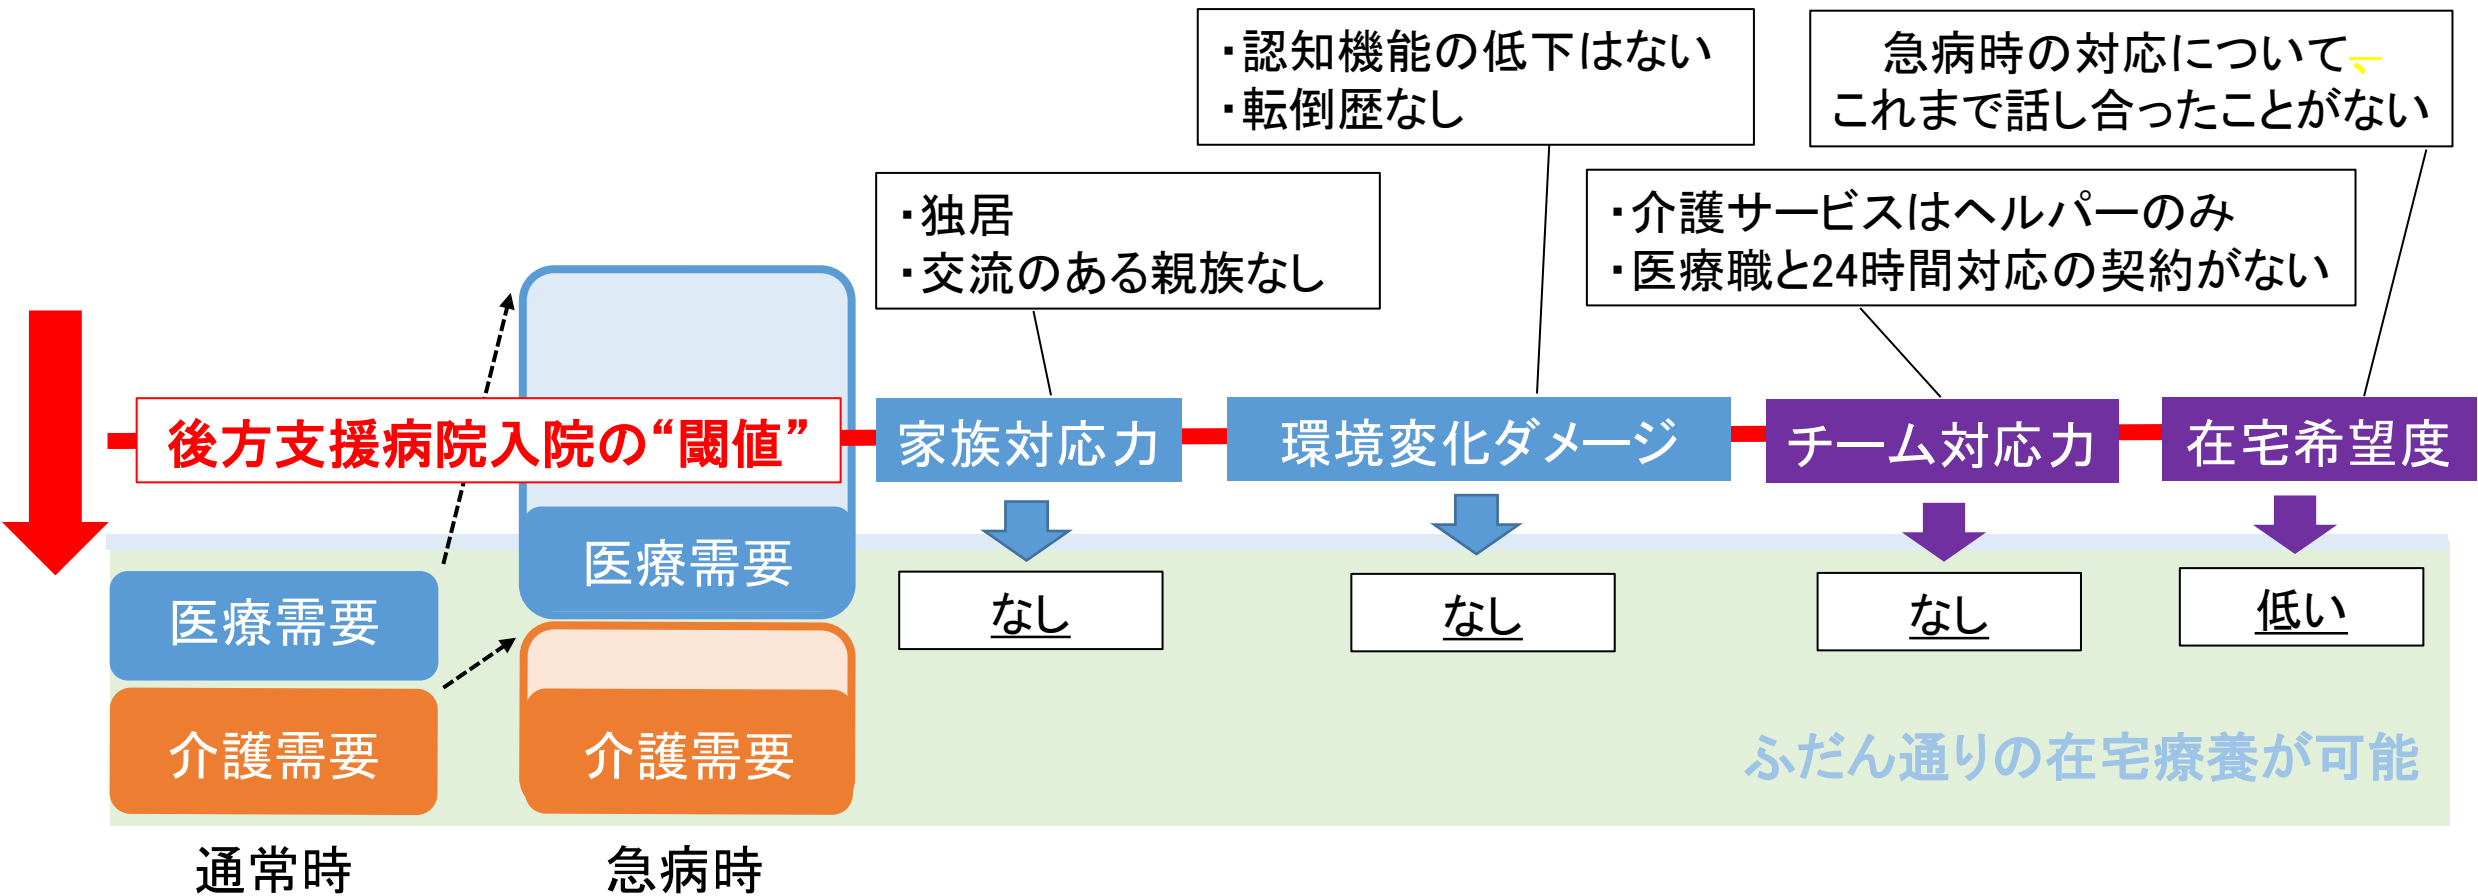 ・認知機能の低下はない
・転倒歴なし
急病時の対応について、
これまで話し合ったことがない
・独居
・交流のある親族なし
・介護サービスはヘルパーのみ
・医療職と24時間対応の契約がない
後方支援病院入院の“閾値”
家族対応力
環境変化ダメージ
チーム対応力
在宅希望度
医療需要
医療需要
なし
なし
なし
低い
介護需要
介護需要
ふだん通りの在宅療養が可能
通常時
急病時